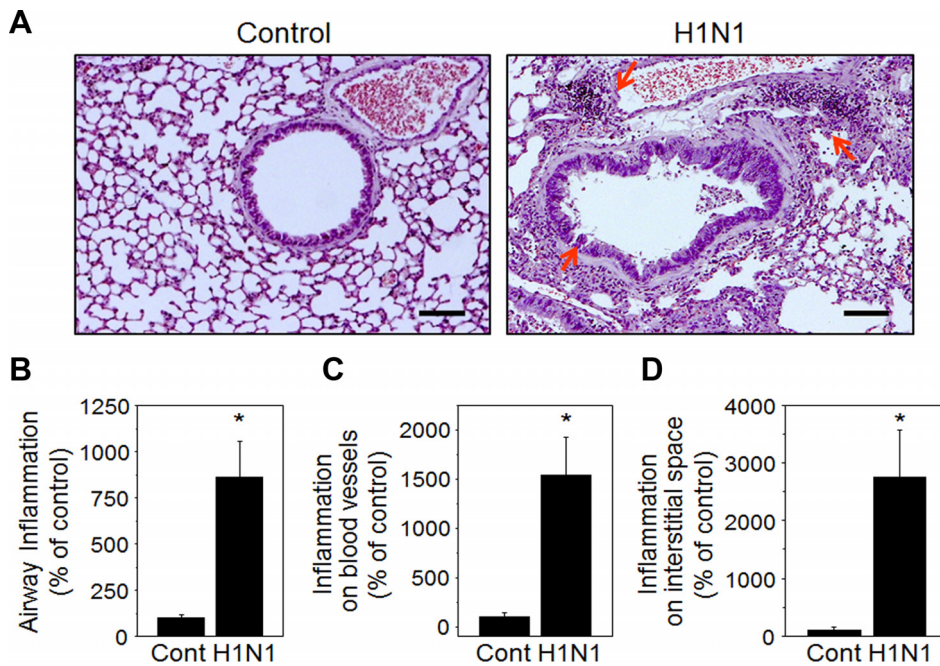 A
Control
H1N1
B
Airway Inflammation
(% of control)
1250
1000
750
500
250
0
*
Cont H1N1
C
Inflammation
on blood vessels
(% of control)
2000
1500
1000
500
0
*
Cont H1N1
D
Inflammation
on interstitial space
(% of control)
4000
3000
2000
1000
0
*
Cont H1N1